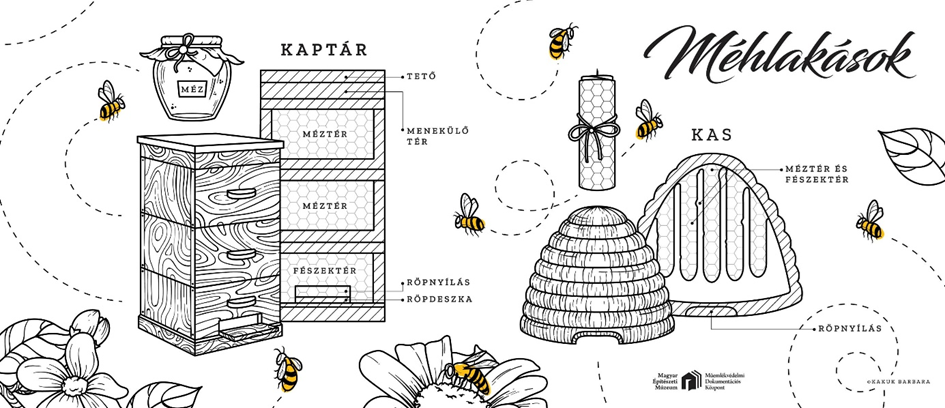 Méhlakások
KAPTÁR
MÉZ
TETŐ
MENEKÜLŐ
TÉR
MÉZTÉR
MÉZTÉR
FÉSZEKTÉR
RÖPNYÍLÁS
RÖPDESZKA
KAS
MÉZTÉR ÉS
FÉSZEKTÉR
RÖPNYÍLÁS
Magyar
Építészeti
Múzeum
Műemlékvédelmi
Dokumentációs
Központ
©KAKUK BARBARA